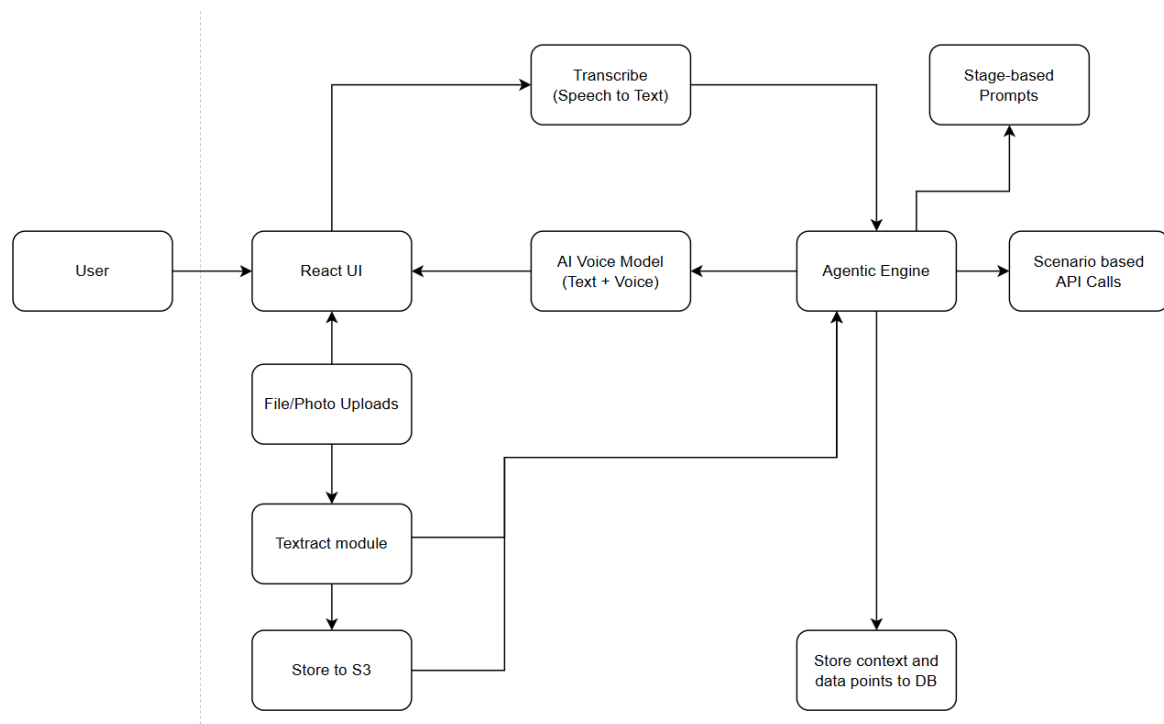 Transcribe
(Speech to Text)
Stage-based
Prompts
User
React UI
AI Voice Model
(Text + Voice)
Agentic Engine
Scenario based
API Calls
File/Photo Uploads
Textract module
Store to S3
Store context and
data points to DB